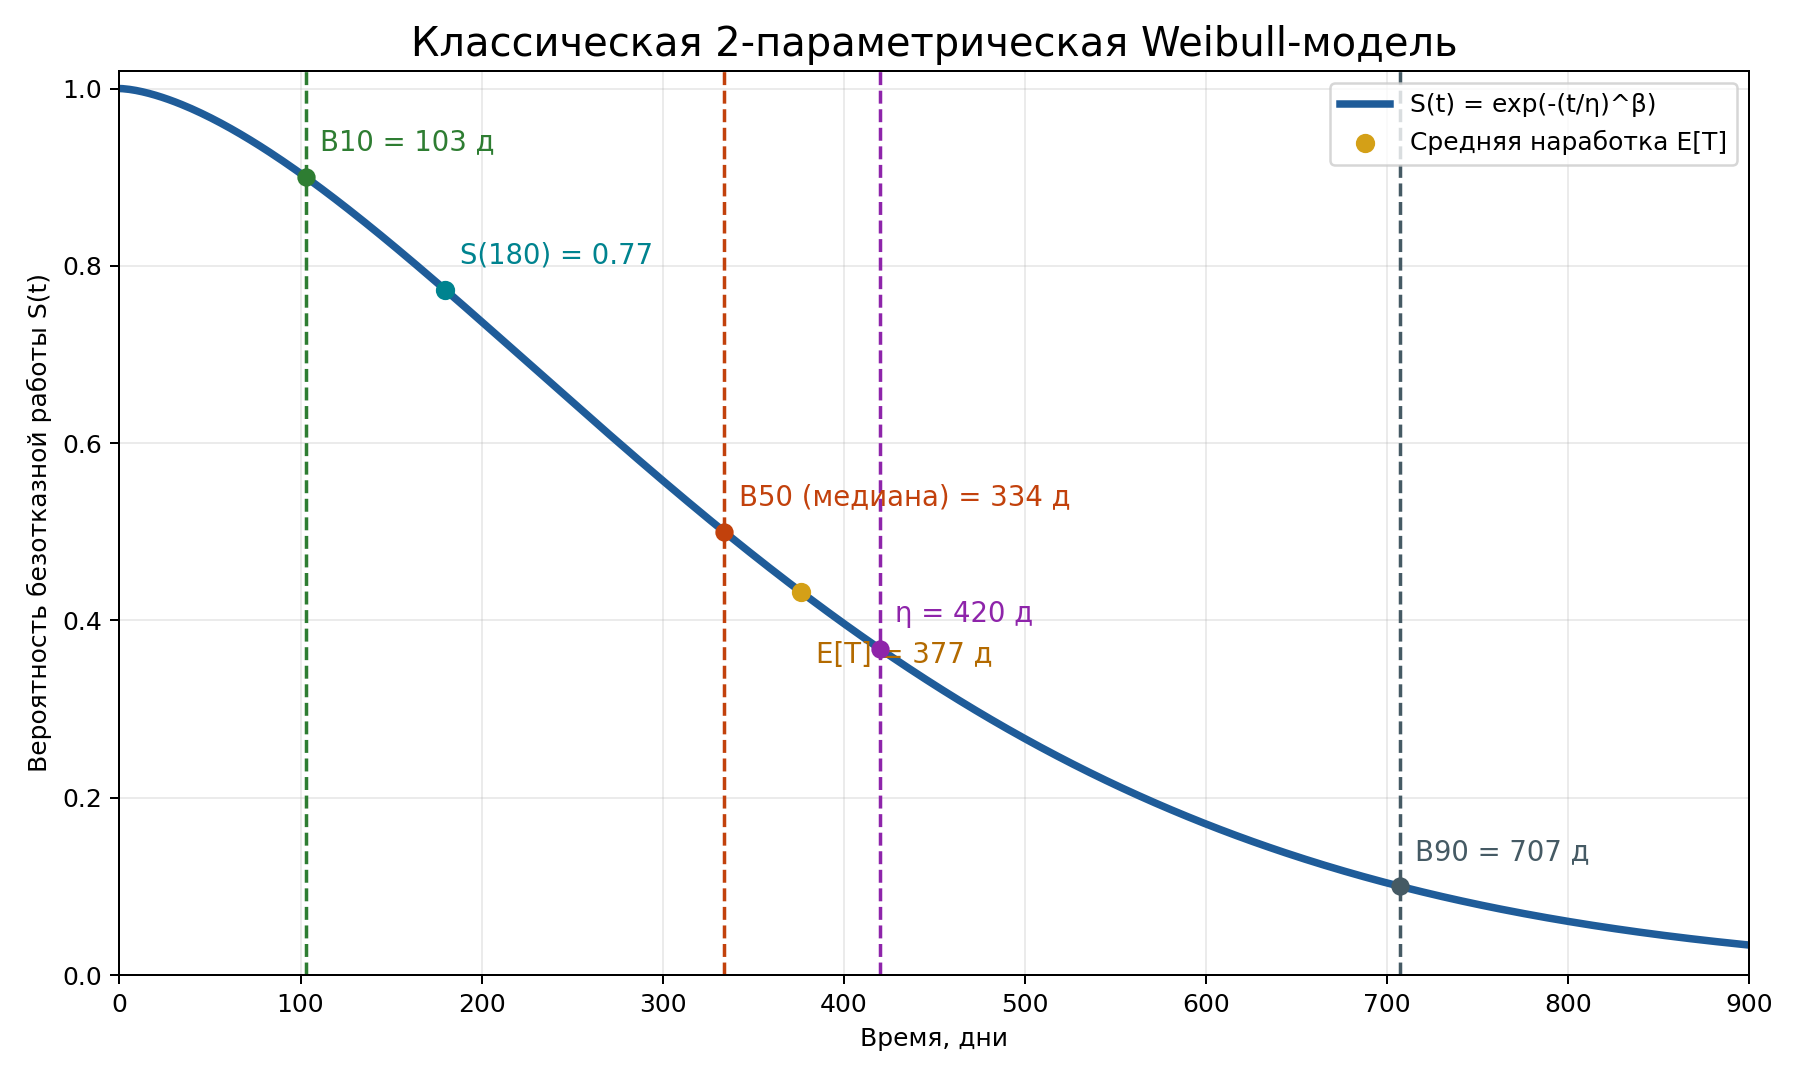 Классическая 2-параметрическая Weibull-модель
S(t) = exp(-(t/η)^β)
Средняя наработка E[T]
B10 = 103 д
S(180) = 0.77
B50 (медиана) = 334 д
η = 420 д
E[T] = 377 д
B90 = 707 д
Вероятность безотказной работы S(t)
1.0
0.8
0.6
0.4
0.2
0.0
0 100 200 300 400 500 600 700 800 900
Время, дни